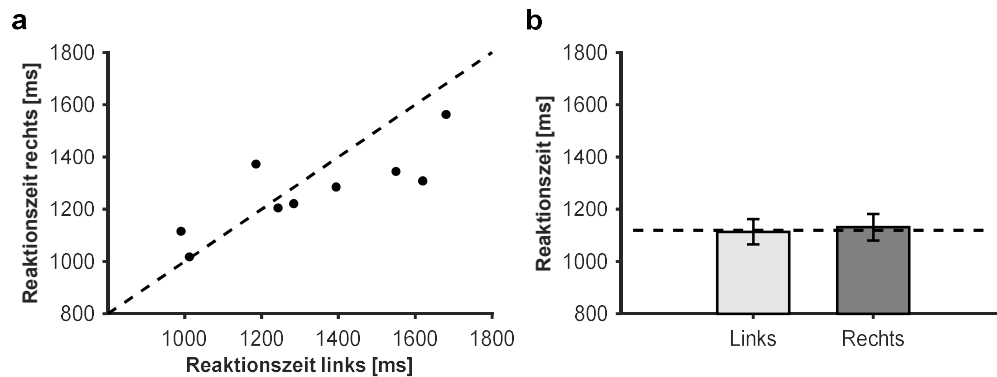 a
Reaktionszeit rechts [ms]
1800
1600
1400
1200
1000
800
1000 1200 1400 1600 1800
Reaktionszeit links [ms]
b
Reaktionszeit [ms]
1800
1600
1400
1200
1000
800
Links Rechts